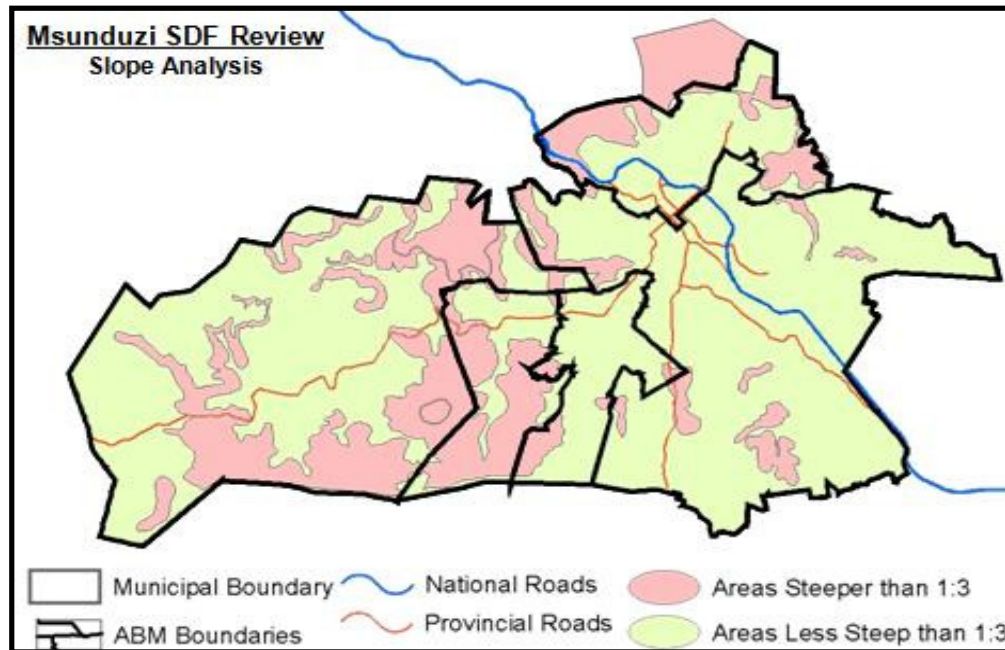 Msunduzi SDF Review
Slope Analysis
Municipal Boundary
National Roads
Areas Steeper than 1:3
ABM Boundaries
Provincial Roads
Areas Less Steep than 1:3